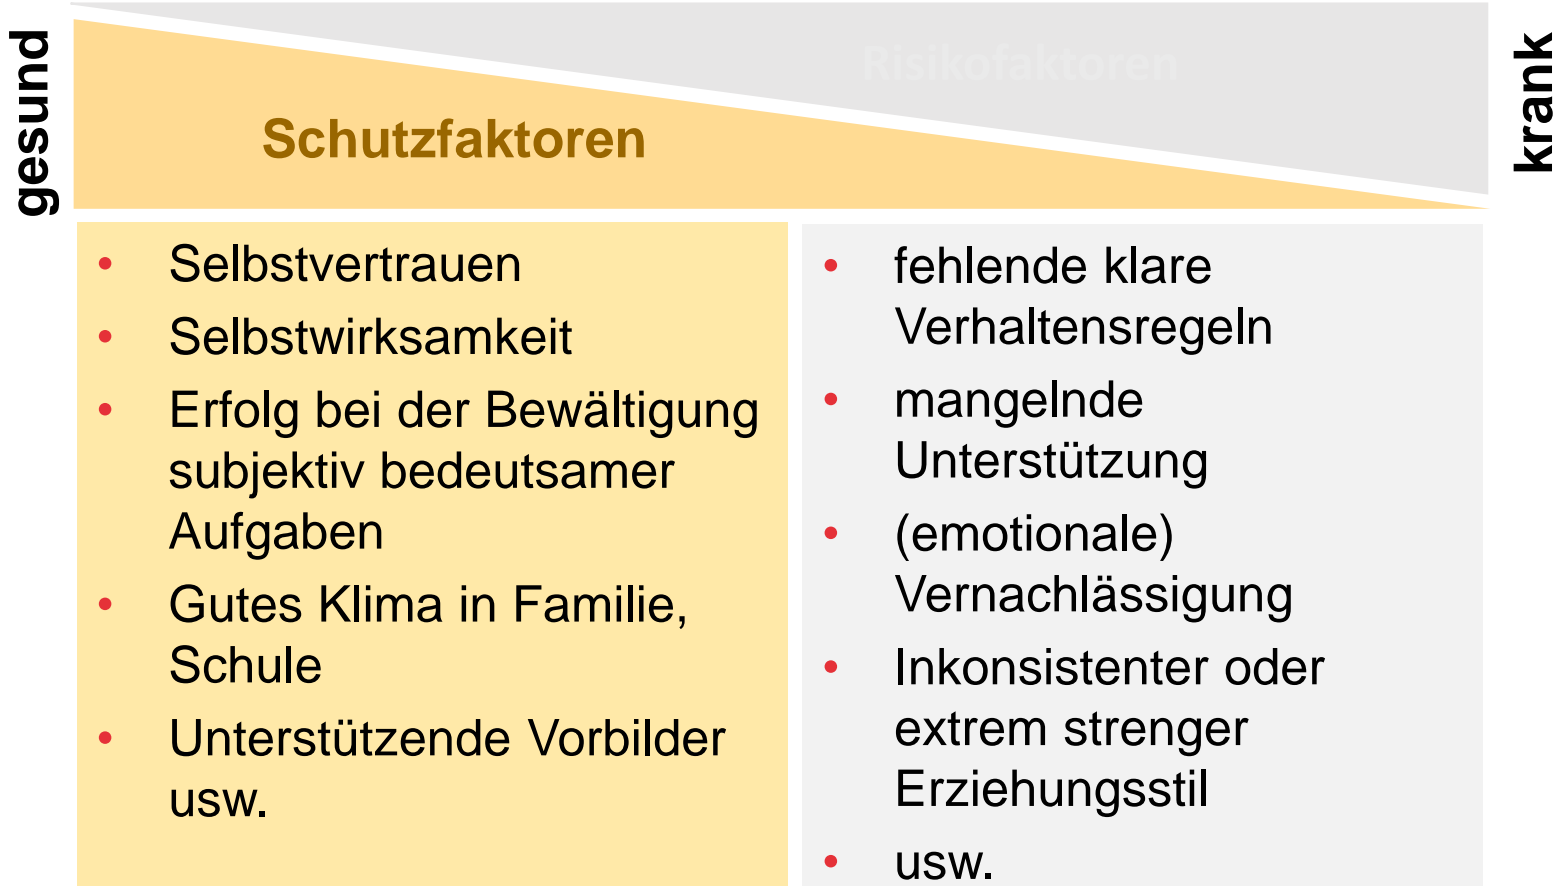 gesund
Risikofaktoren
krank
Schutzfaktoren
• Selbstvertrauen
• Selbstwirksamkeit
• Erfolg bei der Bewältigung
subjektiv bedeutsamer
Aufgaben
• Gutes Klima in Familie,
Schule
• Unterstützende Vorbilder
usw.
• fehlende klare
Verhaltensregeln
• mangelnde
Unterstützung
• (emotionale)
Vernachlässigung
• Inkonsistenter oder
extrem strenger
Erziehungsstil
• usw.